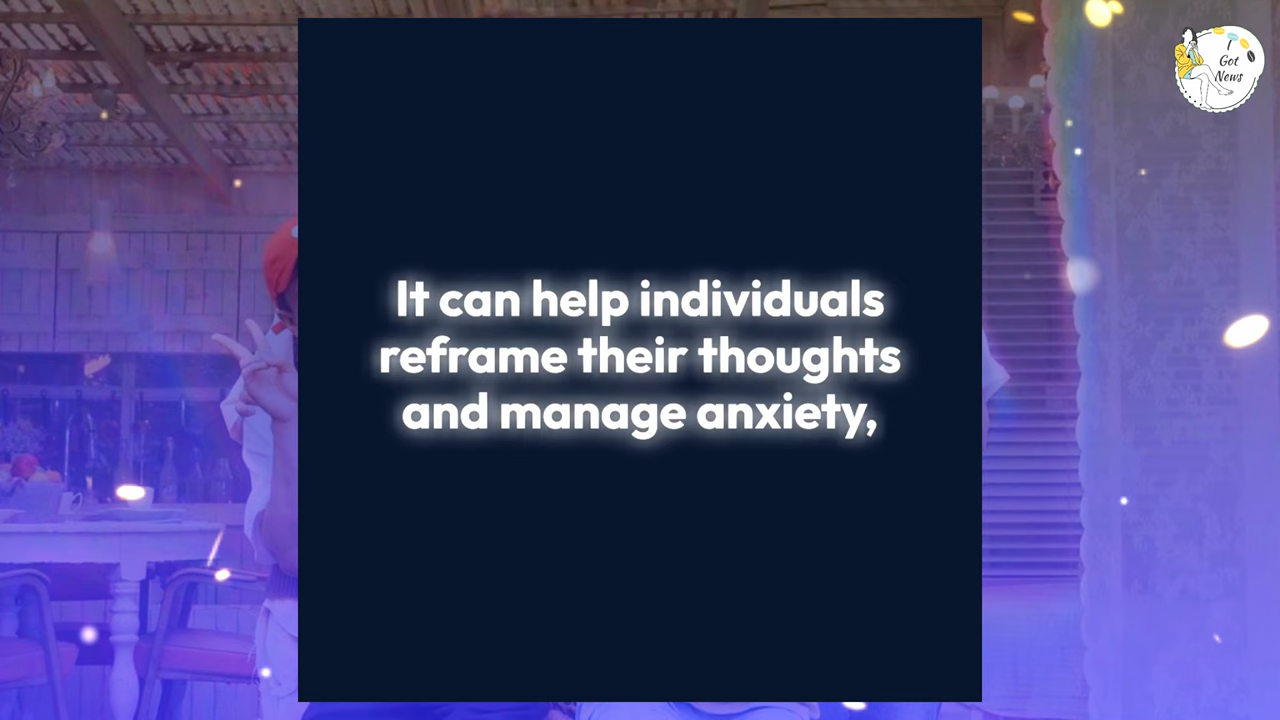 It can help individuals
reframe their thoughts
and manage anxiety,
I
Got
News